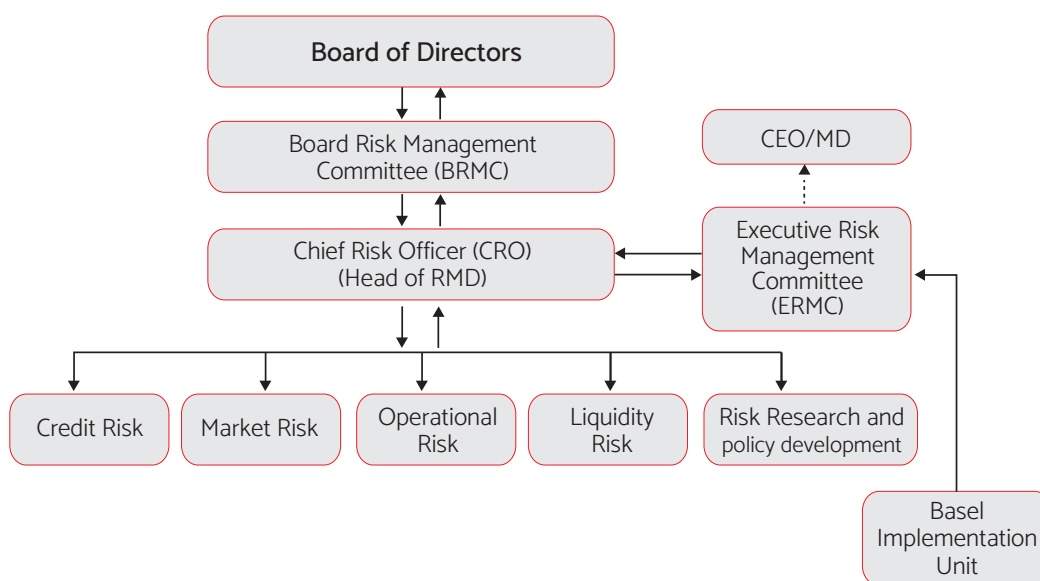 Board of Directors
Board Risk Management
Committee (BRMC)
CEO/MD
Chief Risk Officer (CRO)
(Head of RMD)
Executive Risk
Management
Committee
(ERMC)
Credit Risk
Market Risk
Operational
Risk
Liquidity
Risk
Risk Research and
policy development
Basel
Implementation
Unit